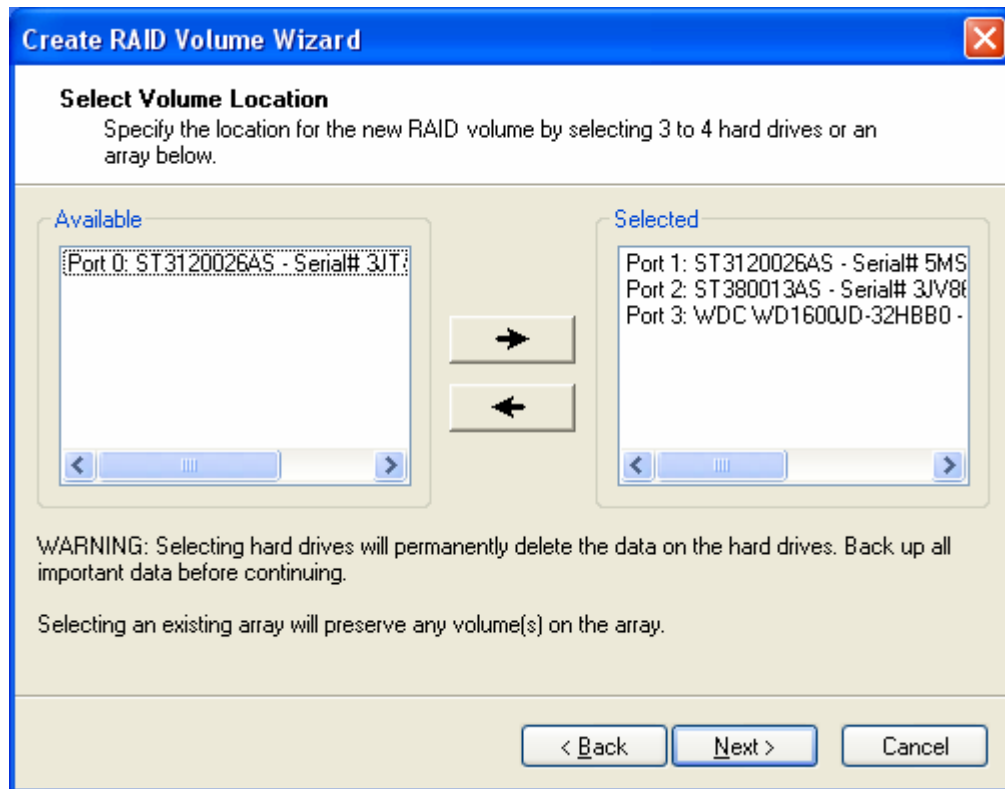 Create RAID Volume Wizard
Select Volume Location
Specify the location for the new RAID volume by selecting 3 to 4 hard drives or an
array below.
Available
Port 0: ST3120026AS - Serial# 3JT
Selected
Port 1: ST3120026AS - Serial# 5MS
Port 2: ST380013AS - Serial# 3JV86
Port 3: WDC WD1600JD-32HBB0 -
WARNING: Selecting hard drives will permanently delete the data on the hard drives. Back up all
important data before continuing.
Selecting an existing array will preserve any volume(s) on the array.
< Back
Next >
Cancel